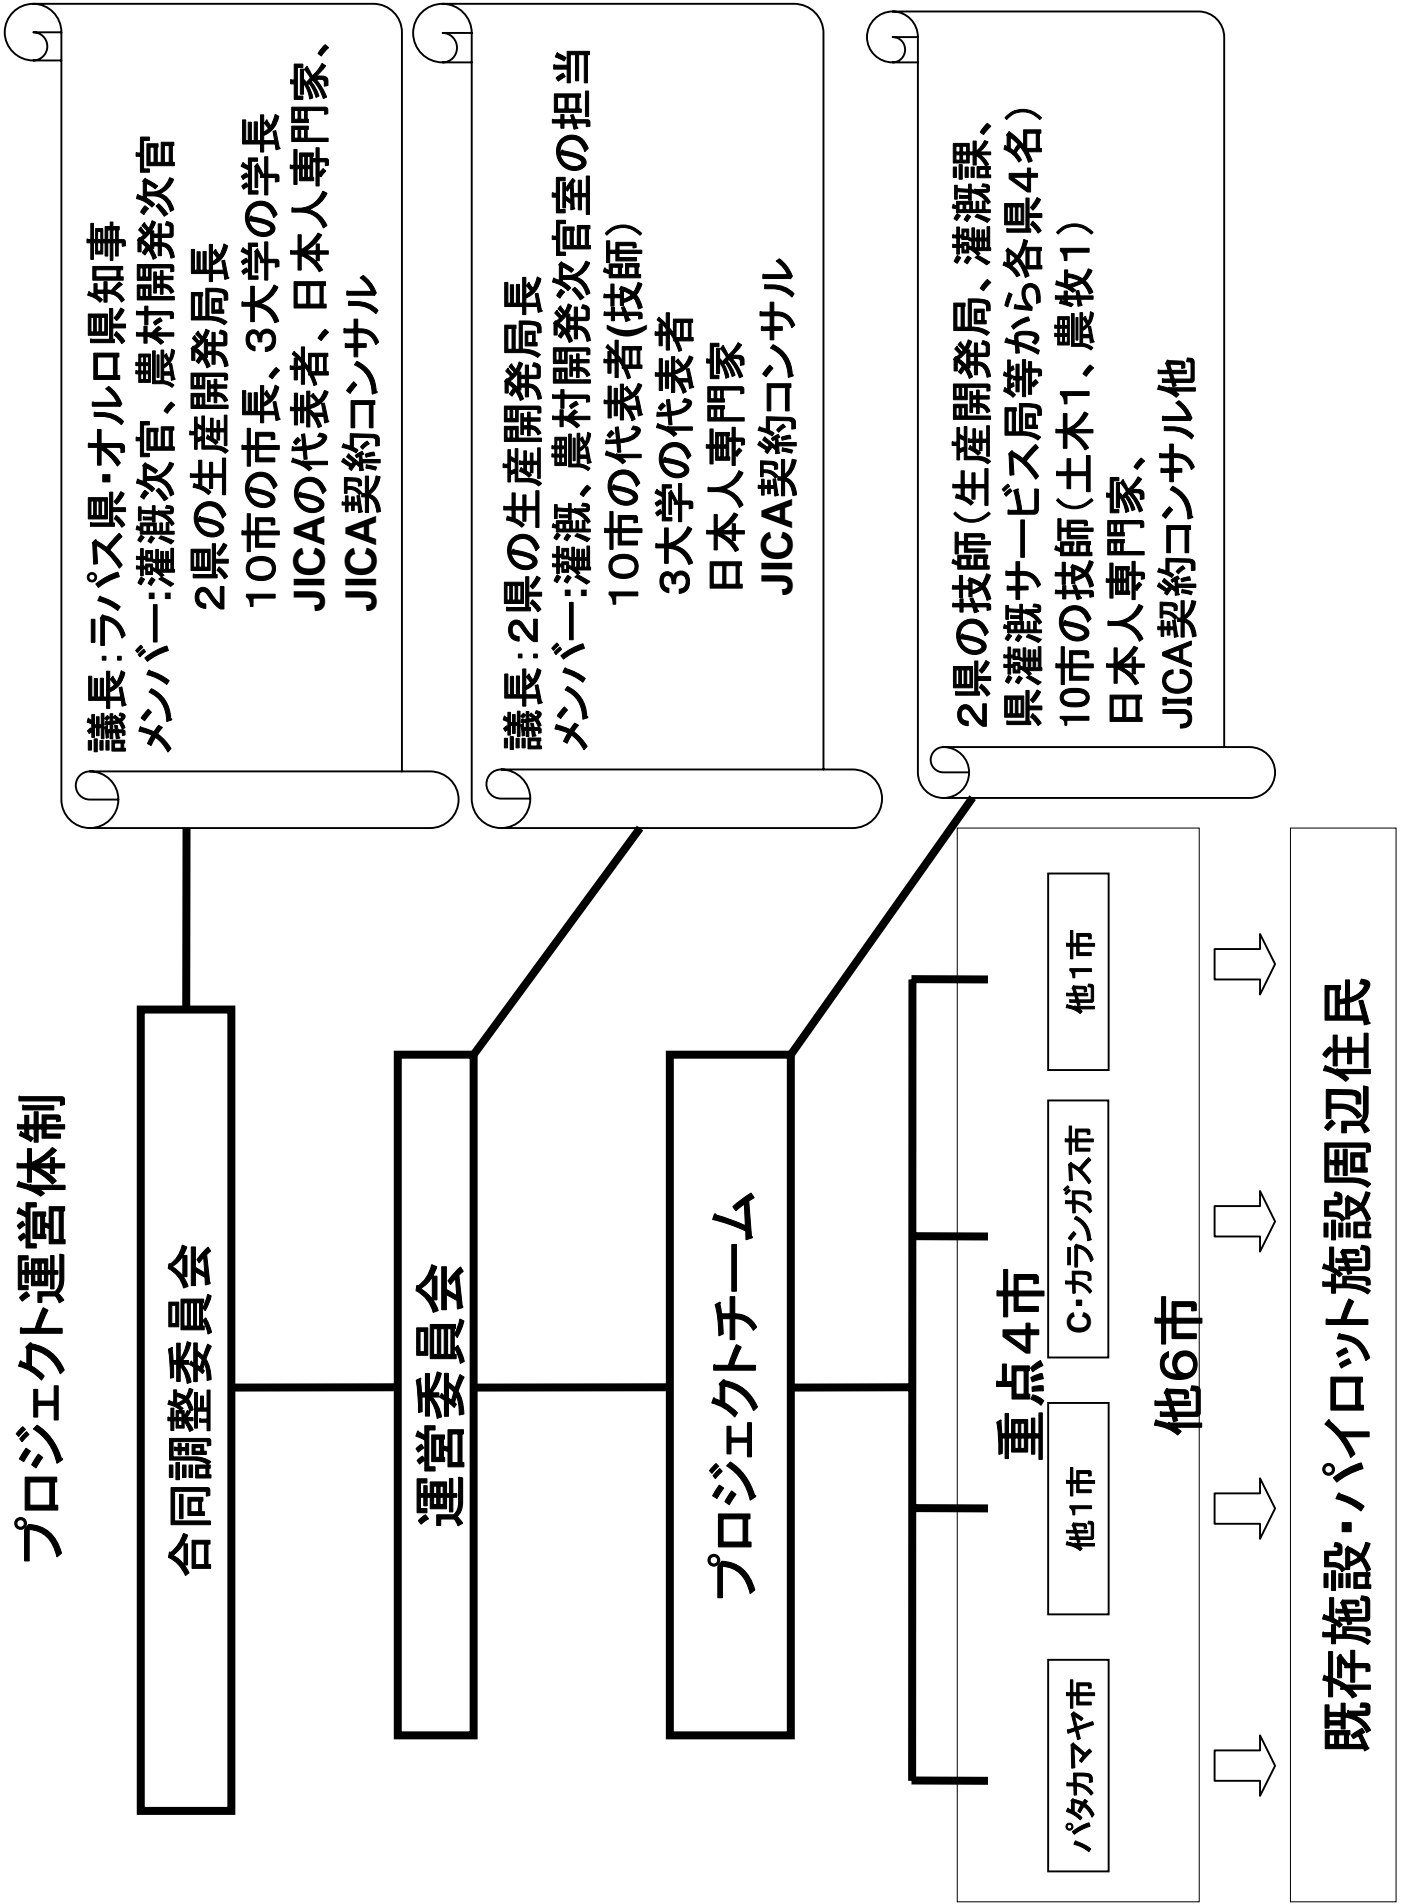 プロジェクト運営体制
合同調整委員会
議長：ラパス県・オルロ県知事
メンバー：灌漑次官、農村開発次官
２県の生産開発局長
１０市の市長、３大学の学長
JICAの代表者、日本人専門家、
JICA契約コンサル
運営委員会
議長：２県の生産開発局長
メンバー：灌漑、農村開発次官室の担当
１０市の代表者(技師）
３大学の代表者
日本人専門家
JICA契約コンサル
プロジェクトチーム
２県の技師（生産開発局、灌漑課、
県灌漑サービス局等から各県４名）
10市の技師（土木１、農牧１）
日本人専門家、
JICA契約コンサル他
重点４市
パタカマヤ市
他１市
C・カランガス市
他１市
他６市
既存施設・パイロット施設周辺住民